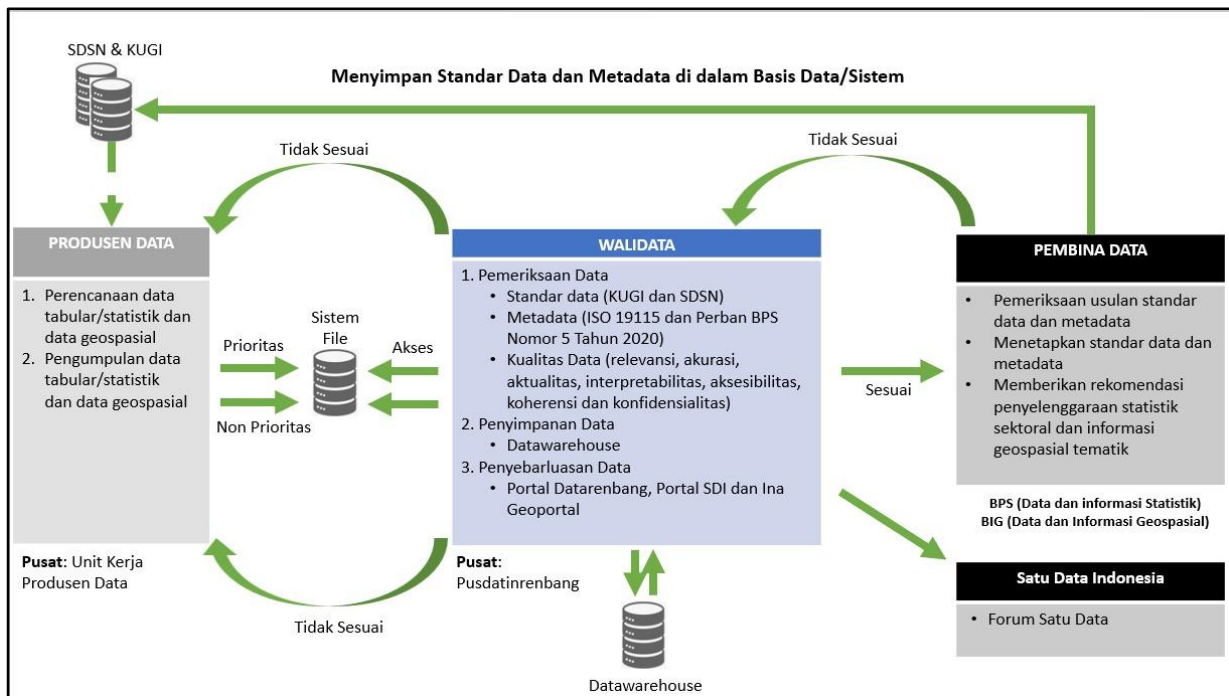 SDSN & KUGI
Menyimpan Standar Data dan Metadata di dalam Basis Data/Sistem
Tidak Sesuai
Tidak Sesuai
PRODUSEN DATA
1. Perencanaan data
tabular/statistik dan
data geospasial
2. Pengumpulan data
tabular/statistik
dan data geospasial
Pusat: Unit Kerja
Produsen Data
Prioritas
Non Prioritas
Sistem
File
Akses
WALIDATA
1. Pemeriksaan Data
• Standar data (KUGI dan SDSN)
• Metadata (ISO 19115 dan Perban BPS
Nomor 5 Tahun 2020)
• Kualitas Data (relevansi, akurasi,
aktualitas, interpretabilitas, aksesibilitas,
koherensi dan konfidensialitas)
2. Penyimpanan Data
• Datawarehouse
3. Penyebarluasan Data
• Portal Datarenbang, Portal SDI dan Ina
Geoportal
Pusat:
Pusdatinrenbang
Sesuai
PEMBINA DATA
• Pemeriksaan usulan standar
data dan metadata
• Menetapkan standar data dan
metadata
• Memberikan rekomendasi
penyelenggaraan statistik
sektoral dan informasi
geospasial tematik
BPS (Data dan informasi Statistik)
BIG (Data dan Informasi Geospasial)
Satu Data Indonesia
• Forum Satu Data
Tidak Sesuai
Datawarehouse